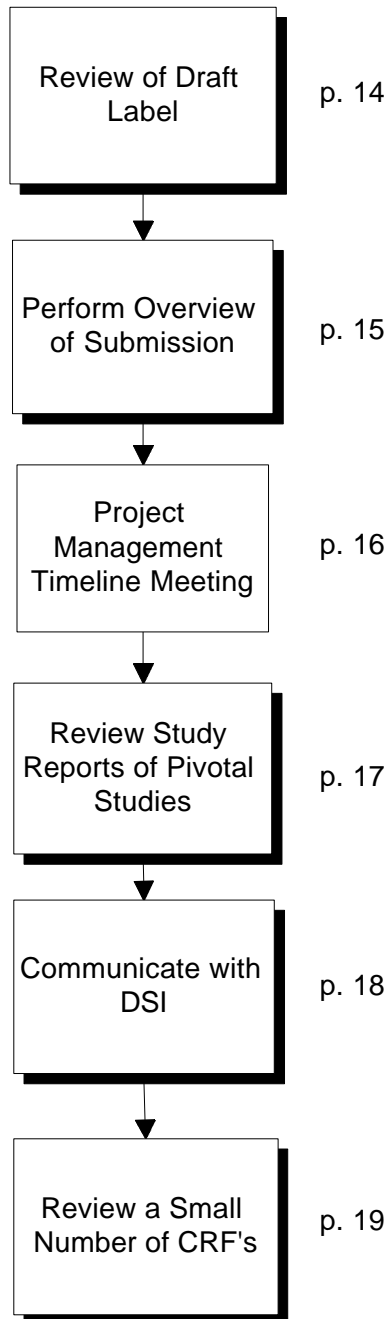 Review of Draft
Label
p. 14
Perform Overview
of Submission
p. 15
Project
Management
Timeline Meeting
p. 16
Review Study
Reports of Pivotal
Studies
p. 17
Communicate with
DSI
p. 18
Review a Small
Number of CRF's
p. 19